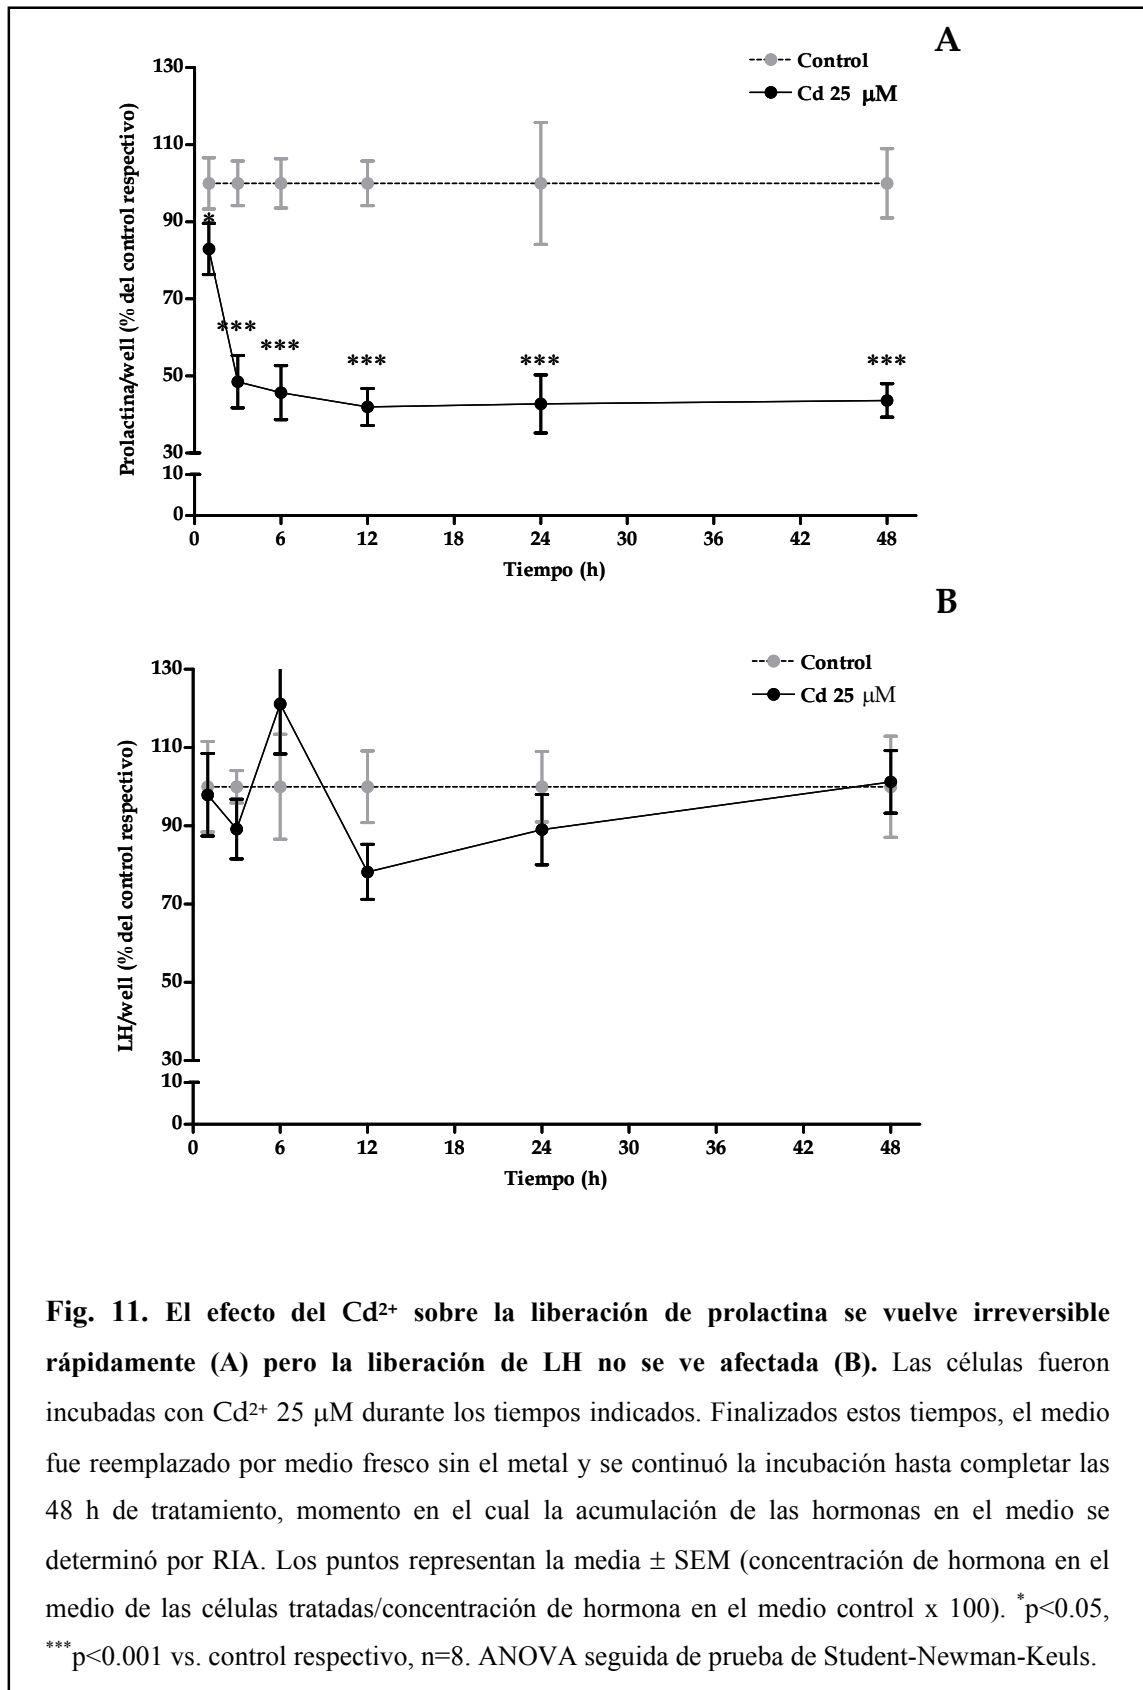 A
Control
Cd 25 μM
130
110
90
70
50
30
10
0
Prolactina/well (% del control respectivo)
*
***
***
***
***
***
0 6 12 18 24 30 36 42 48
Tiempo (h)
B
Control
Cd 25 μM
130
110
90
70
50
30
10
0
LH/well (% del control respectivo)
0 6 12 18 24 30 36 42 48
Tiempo (h)
Fig. 11. El efecto del Cd²⁺ sobre la liberación de prolactina se vuelve irreversible
rápidamente (A) pero la liberación de LH no se ve afectada (B). Las células fueron
incubadas con Cd²⁺ 25 μM durante los tiempos indicados. Finalizados estos tiempos, el medio
fue reemplazado por medio fresco sin el metal y se continuó la incubación hasta completar las
48 h de tratamiento, momento en el cual la acumulación de las hormonas en el medio se
determinó por RIA. Los puntos representan la media ± SEM (concentración de hormona en el
medio de las células tratadas/concentración de hormona en el medio control x 100). *p<0.05,
***p<0.001 vs. control respectivo, n=8. ANOVA seguida de prueba de Student-Newman-Keuls.